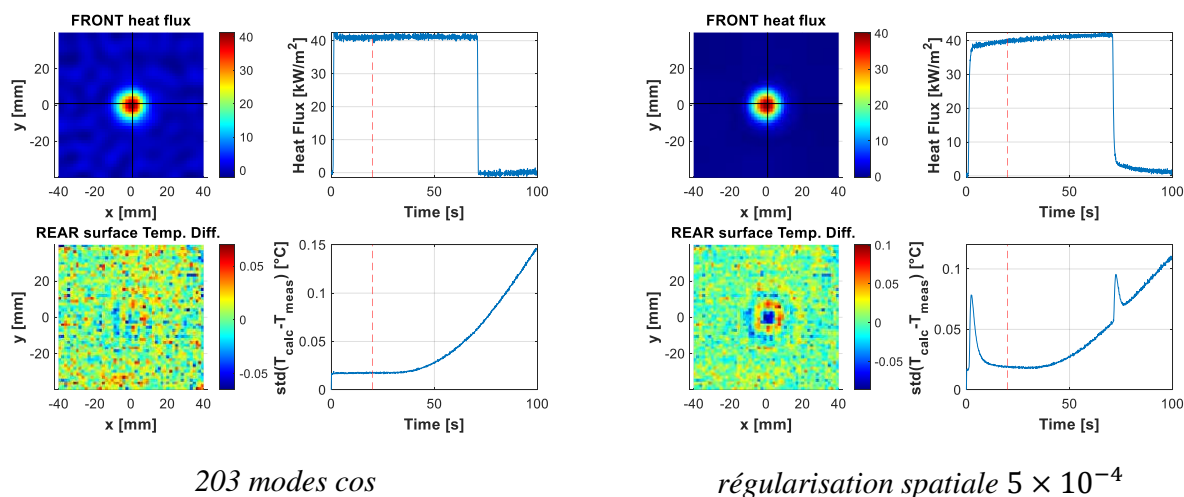 FRONT heat flux
40
30
20
10
0
20
0
-20
y [mm]
-40 -20 0 20 40
x [mm]
Heat Flux [kW/m²]
40
30
20
10
0
0 50 100
Time [s]
REAR surface Temp. Diff.
0.05
0
-0.05
20
0
-20
y [mm]
-40 -20 0 20 40
x [mm]
std(T_calc-T_meas) [°C]
0.15
0.1
0.05
0
0 50 100
Time [s]
203 modes cos
FRONT heat flux
40
30
20
10
0
20
0
-20
y [mm]
-40 -20 0 20 40
x [mm]
Heat Flux [kW/m²]
40
30
20
10
0
0 50 100
Time [s]
REAR surface Temp. Diff.
0.1
0.05
0
-0.05
20
0
-20
y [mm]
-40 -20 0 20 40
x [mm]
std(T_calc-T_meas) [°C]
0.1
0.05
0
0 50 100
Time [s]
régularisation spatiale 5 × 10⁻⁴